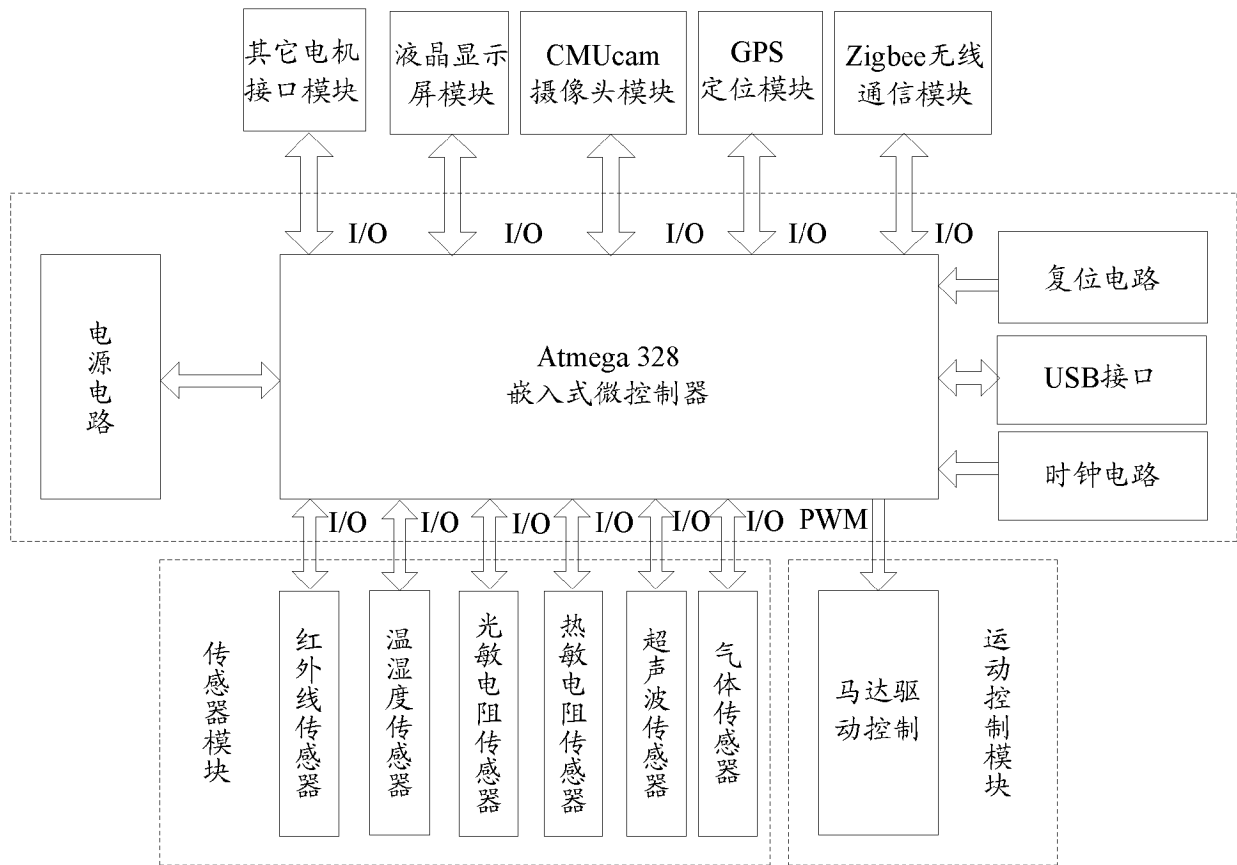 其它电机
接口模块
液晶显示
屏模块
CMUcam
摄像头模块
GPS
定位模块
Zigbee无线
通信模块
I/O
I/O
I/O
I/O
I/O
电源电路
Atmega 328
嵌入式微控制器
复位电路
USB接口
时钟电路
I/O
I/O
I/O
I/O
I/O
I/O
PWM
传感器模块
红外线传感器
温湿度传感器
光敏电阻传感器
热敏电阻传感器
超声波传感器
气体传感器
马达驱
动控制
运动控制模块